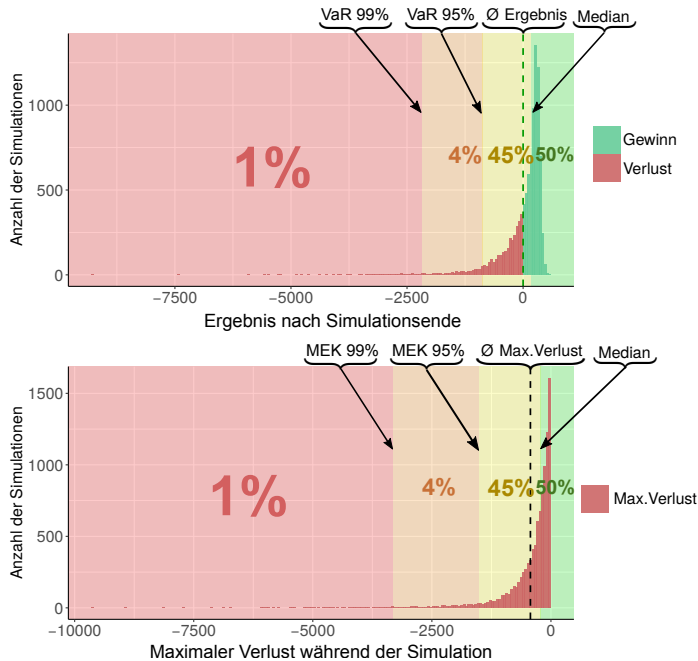 VaR 99% VaR 95% Ø Ergebnis Median
Anzahl der Simulationen
1000
500
0
1% 4% 45% 50%
Gewinn
Verlust
−7500 −5000 −2500 0
Ergebnis nach Simulationsende
MEK 99% MEK 95% Ø Max.Verlust Median
Anzahl der Simulationen
1500
1000
500
0
1% 4% 45% 50%
Max.Verlust
−10000 −7500 −5000 −2500 0
Maximaler Verlust während der Simulation